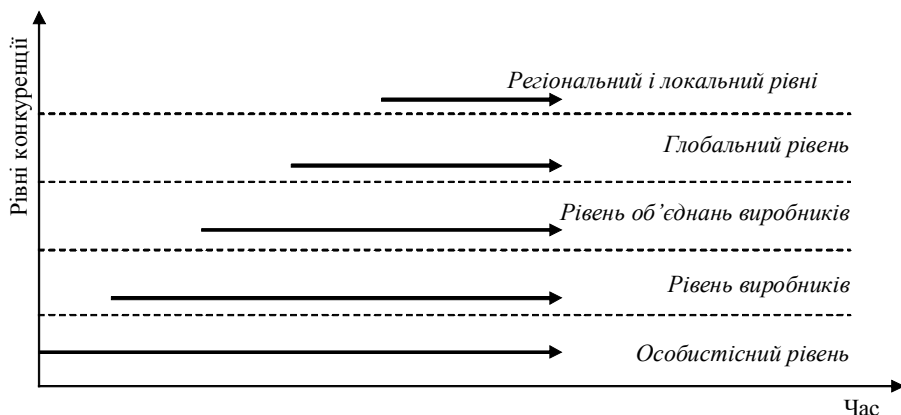 Рівні конкуренції
Регіональний і локальний рівні
Глобальний рівень
Рівень об’єднань виробників
Рівень виробників
Особистісний рівень
Час